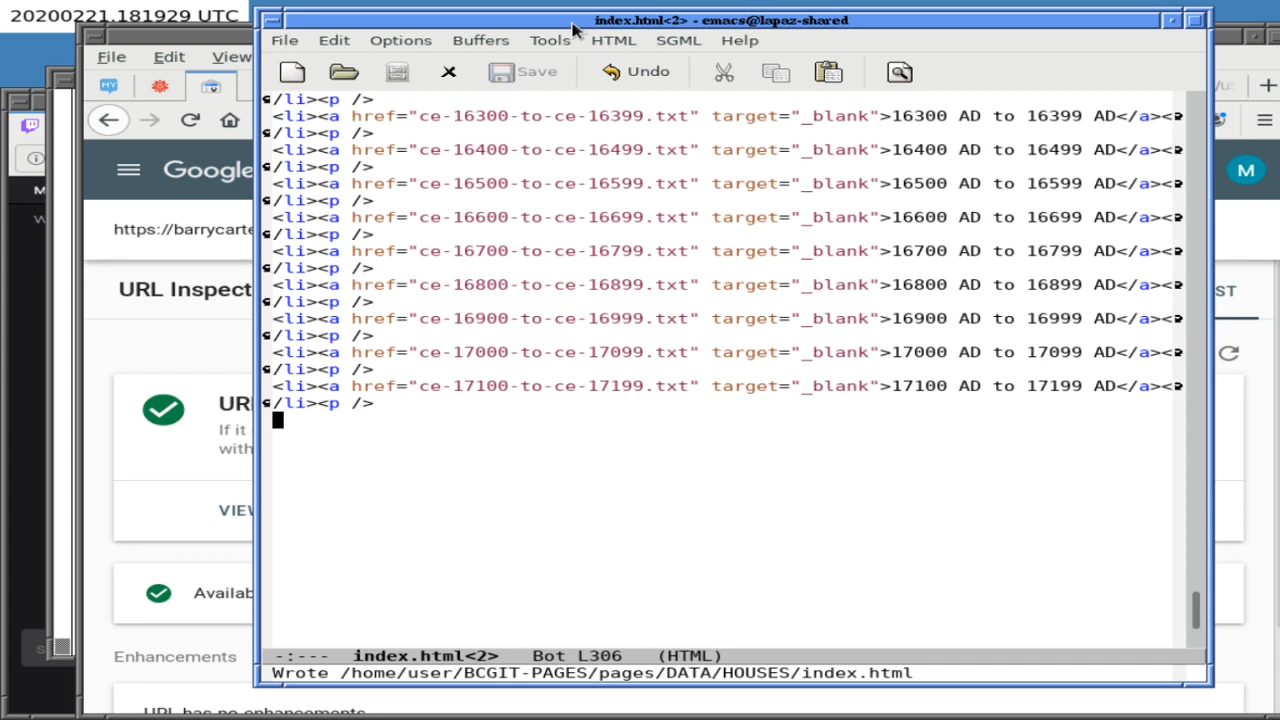 20200221.181929 UTC
index.html<2> - emacs@lapaz-shared
File Edit Options Buffers Tools HTML SGML Help
Save Undo
/li><p />
<li><a href="ce-16300-to-ce-16399.txt" target="_blank">16300 AD to 16399 AD</a><
/li><p />
<li><a href="ce-16400-to-ce-16499.txt" target="_blank">16400 AD to 16499 AD</a><
/li><p />
<li><a href="ce-16500-to-ce-16599.txt" target="_blank">16500 AD to 16599 AD</a><
/li><p />
<li><a href="ce-16600-to-ce-16699.txt" target="_blank">16600 AD to 16699 AD</a><
/li><p />
<li><a href="ce-16700-to-ce-16799.txt" target="_blank">16700 AD to 16799 AD</a><
/li><p />
<li><a href="ce-16800-to-ce-16899.txt" target="_blank">16800 AD to 16899 AD</a><
/li><p />
<li><a href="ce-16900-to-ce-16999.txt" target="_blank">16900 AD to 16999 AD</a><
/li><p />
<li><a href="ce-17000-to-ce-17099.txt" target="_blank">17000 AD to 17099 AD</a><
/li><p />
<li><a href="ce-17100-to-ce-17199.txt" target="_blank">17100 AD to 17199 AD</a><
/li><p />
-:--- index.html<2> Bot L306 (HTML)
Wrote /home/user/BCGIT-PAGES/pages/DATA/HOUSES/index.html
File Edit View
MY
Google
M
https://barrycarte
URL Inspect
ST
UR
If it
with
VIEW
Availab
Enhancements
URL has no enhancements